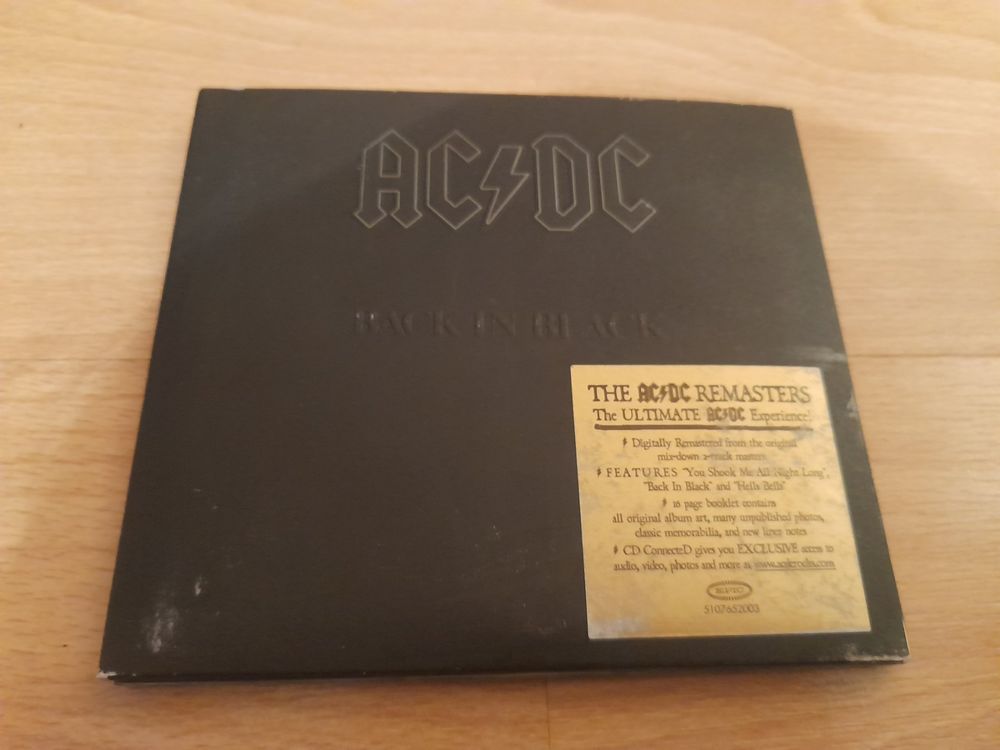 AC⚡DC
BACK IN BLACK
THE AC⚡DC REMASTERS
The ULTIMATE AC⚡DC Experience!
Digitally Remastered from the original
mix-down 2-track masters
FEATURES "You Shook Me All Night Long",
"Back In Black" and "Hells Bells"
16 page booklet contains
all original album art, many unpublished photos,
classic memorabilia, and new liner notes
CD ConnecteD gives you EXCLUSIVE access to
audio, video, photos and more at www.acdcrocks.com
EPIC
5107652003